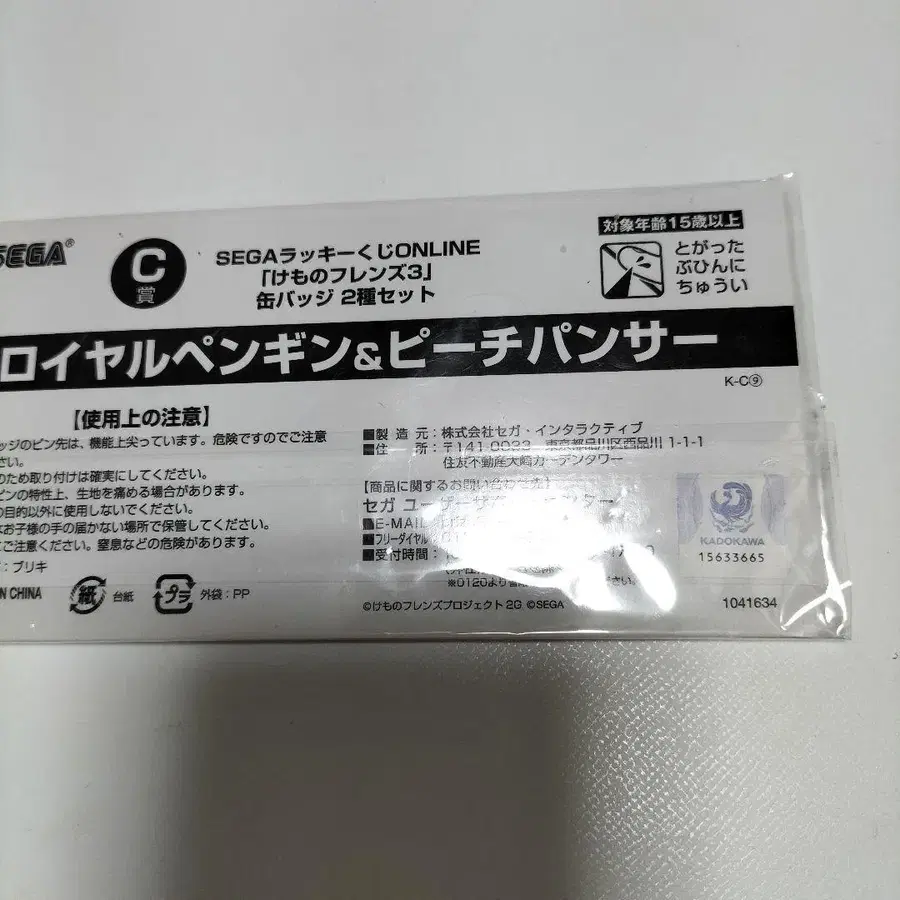 SEGA®
C賞
SEGAラッキーくじONLINE
「けものフレンズ3」
缶バッジ 2種セット
対象年齢15歳以上
とがった
ぶひんに
ちゅうい
ロイヤルペンギン&ピーチパンサー
K-C⑨
【使用上の注意】
ッジのピン先は、機能上尖っています。危険ですのでご注意
さい。
のため取り付けは確実にしてください。
ピンの特性上、生地を痛める場合があります。
の目的以外に使用しないでください。
お子様の手の届かない場所で保管してください。
ご注意ください。窒息などの危険があります。
:ブリキ
N CHINA
紙 台紙
プラ 外袋:PP
■製造元:株式会社セガ・インタラクティブ
■住 所:〒141-0033 東京都品川区西品川1-1-1
住友不動産大崎ガーデンタワー
【商品に関するお問い合わせ先】
セガ ユーザー
■E-MAIL
■フリーダイヤル
■受付時間:
※0120より
©けものフレンズプロジェクト2G ©SEGA
KADOKAWA
15633665
1041634